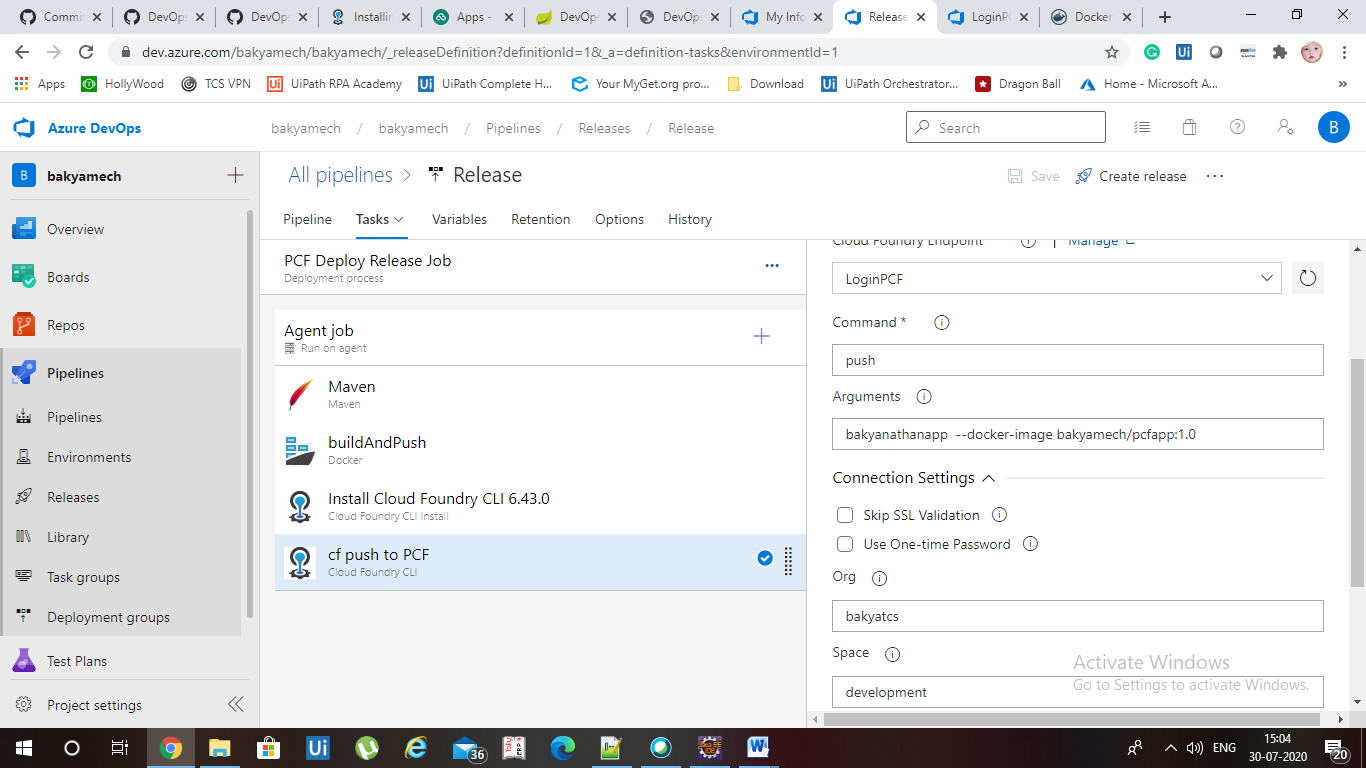 Commi
DevOps
DevOps
Installin
Apps -
DevOps
DevOps
My Info
Release
LoginPC
Docker
dev.azure.com/bakyamech/bakyamech/_releaseDefinition?definitionId=1&_a=definition-tasks&environmentId=1
Apps
HollyWood
TCS VPN
UiPath RPA Academy
UiPath Complete H...
Your MyGet.org pro...
Download
UiPath Orchestrator...
Dragon Ball
Home - Microsoft A...
Azure DevOps
bakyamech / bakyamech / Pipelines / Releases / Release
Search
B
B bakyamech
Overview
Boards
Repos
Pipelines
Pipelines
Environments
Releases
Library
Task groups
Deployment groups
Test Plans
Project settings
All pipelines > Release
Save
Create release
Pipeline
Tasks
Variables
Retention
Options
History
PCF Deploy Release Job
Deployment process
Agent job
Run on agent
Maven
Maven
buildAndPush
Docker
Install Cloud Foundry CLI 6.43.0
Cloud Foundry CLI Install
cf push to PCF
Cloud Foundry CLI
Cloud Foundry Endpoint
Manage
LoginPCF
Command *
push
Arguments
bakyanathanapp --docker-image bakyamech/pcfapp:1.0
Connection Settings
Skip SSL Validation
Use One-time Password
Org
bakyatcs
Space
development
Activate Windows
Go to Settings to activate Windows.
36
ENG
15:04
30-07-2020
20